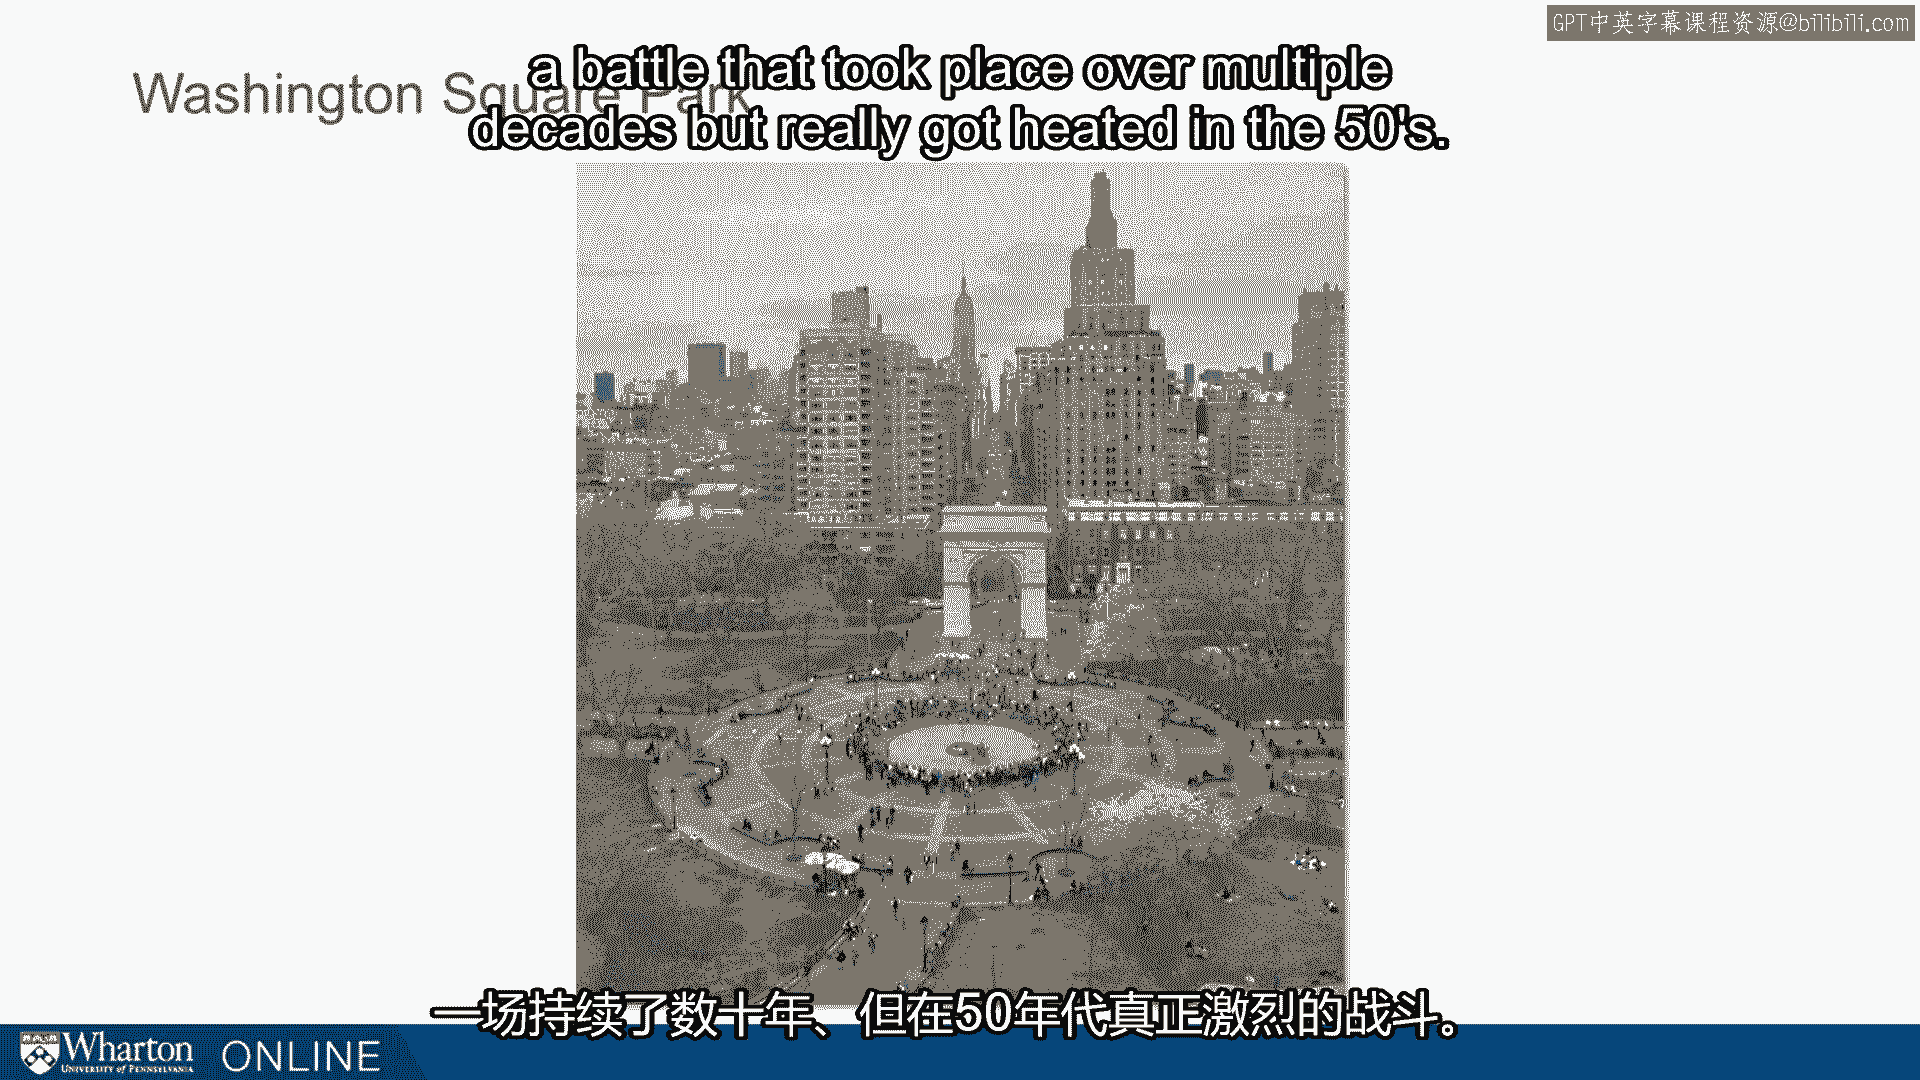 GPT中英字幕课程资源@bilibili.com
Washington Square Park
a battle that took place over multiple
decades but really got heated in the 50's.
一场持续了数十年、但在50年代真正激烈的战斗。
Wharton ONLINE
UNIVERSITY of PENNSYLVANIA